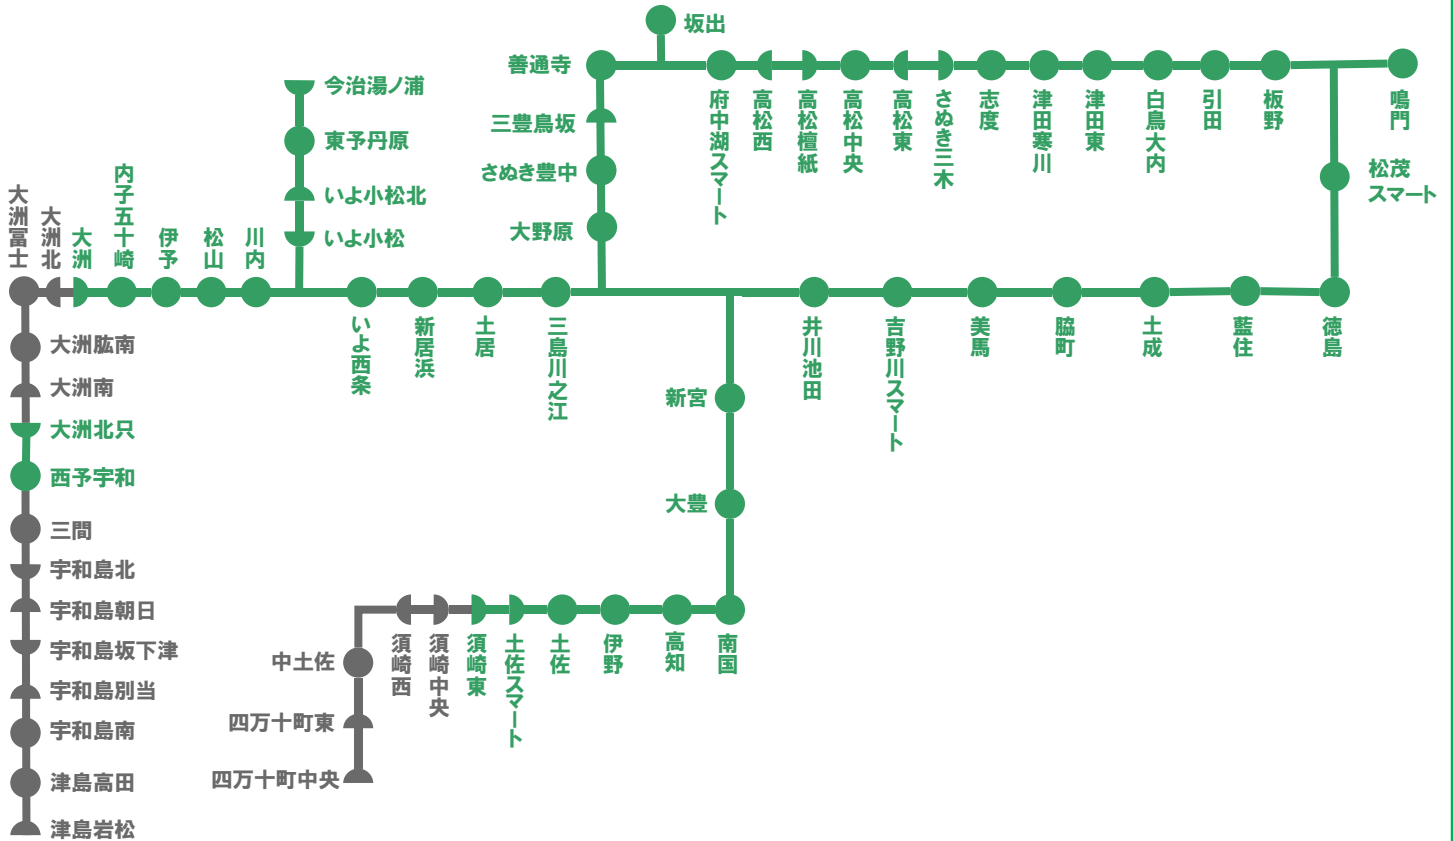 坂出
善通寺
三豊鳥坂
さぬき豊中
大野原
府中湖スマート
高松西
高松檀紙
高松中央
高松東
さぬき三木
志度
津田寒川
津田東
白鳥大内
引田
板野
鳴門
松茂
スマート
今治湯ノ浦
東予丹原
いよ小松北
いよ小松
大洲冨士
大洲北
大洲
内子五十崎
伊予
松山
川内
いよ西条
新居浜
土居
三島川之江
井川池田
吉野川スマート
美馬
脇町
土成
藍住
徳島
大洲肱南
大洲南
大洲北只
西予宇和
三間
宇和島北
宇和島朝日
宇和島坂下津
宇和島別当
宇和島南
津島高田
津島岩松
新宮
大豊
南国
高知
伊野
土佐
土佐スマート
須崎東
須崎中央
須崎西
中土佐
四万十町東
四万十町中央